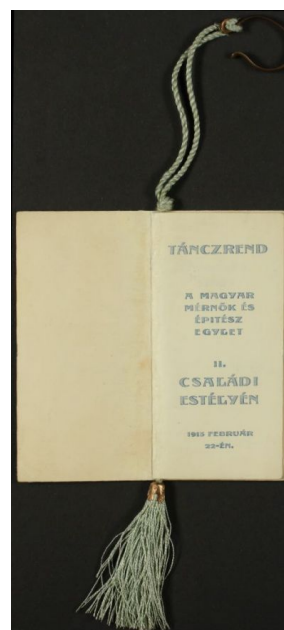 TÁNCZREND
A MAGYAR
MÉRNÖK ÉS
ÉPITÉSZ
EGYLET
II.
CSALÁDI
ESTÉLYÉN
1913 FEBRUÁR
22-ÉN.